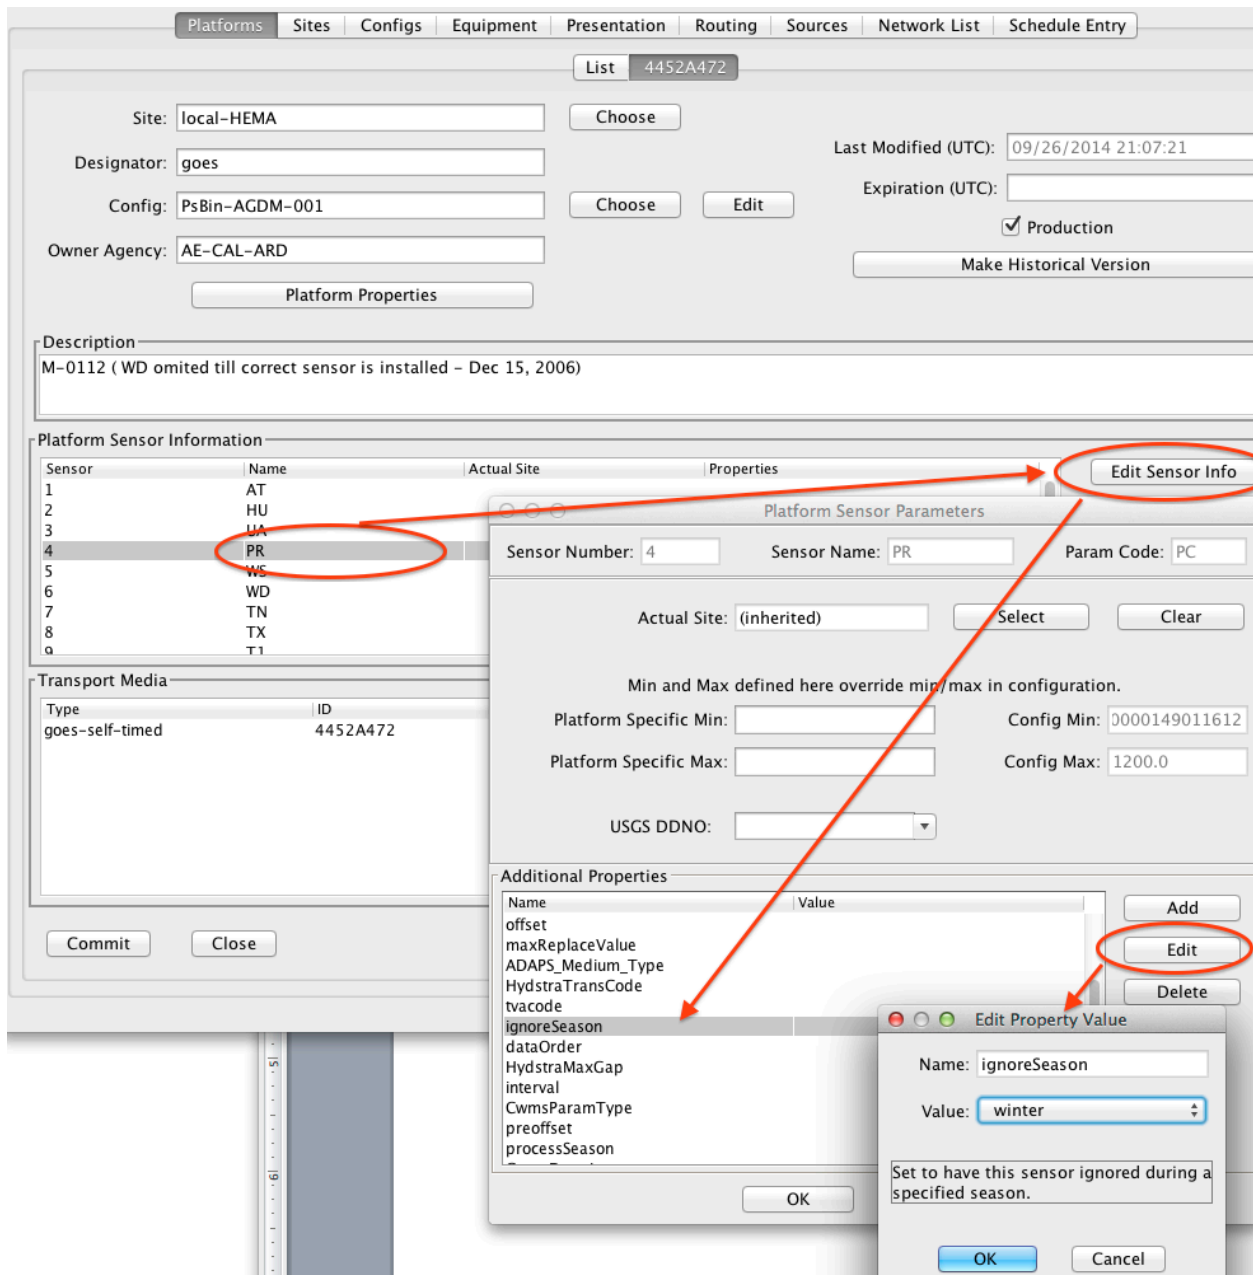 Platforms Sites Configs Equipment Presentation Routing Sources Network List Schedule Entry
List 4452A472
Site: local-HEMA Choose
Last Modified (UTC): 09/26/2014 21:07:21
Designator: goes
Expiration (UTC):
Config: PsBin-AGDM-001 Choose Edit
Production
Owner Agency: AE-CAL-ARD
Make Historical Version
Platform Properties
Description
M-0112 ( WD omited till correct sensor is installed - Dec 15, 2006)
Platform Sensor Information
Sensor Name Actual Site Properties
Edit Sensor Info
1 AT
2 HU
3 UA
4 PR
5 WS
6 WD
7 TN
8 TX
9 T1
Transport Media
Type ID
goes-self-timed 4452A472
Commit Close
Platform Sensor Parameters
Sensor Number: 4 Sensor Name: PR Param Code: PC
Actual Site: (inherited) Select Clear
Min and Max defined here override min/max in configuration.
Platform Specific Min: Config Min: 0000149011612
Platform Specific Max: Config Max: 1200.0
USGS DDNO:
Additional Properties
Name Value
Add
Edit
Delete
offset
maxReplaceValue
ADAPS_Medium_Type
HydstraTransCode
tvacode
ignoreSeason
dataOrder
HydstraMaxGap
interval
CwmsParamType
preoffset
processSeason
OK
Edit Property Value
Name: ignoreSeason
Value: winter
Set to have this sensor ignored during a
specified season.
OK Cancel
5
6